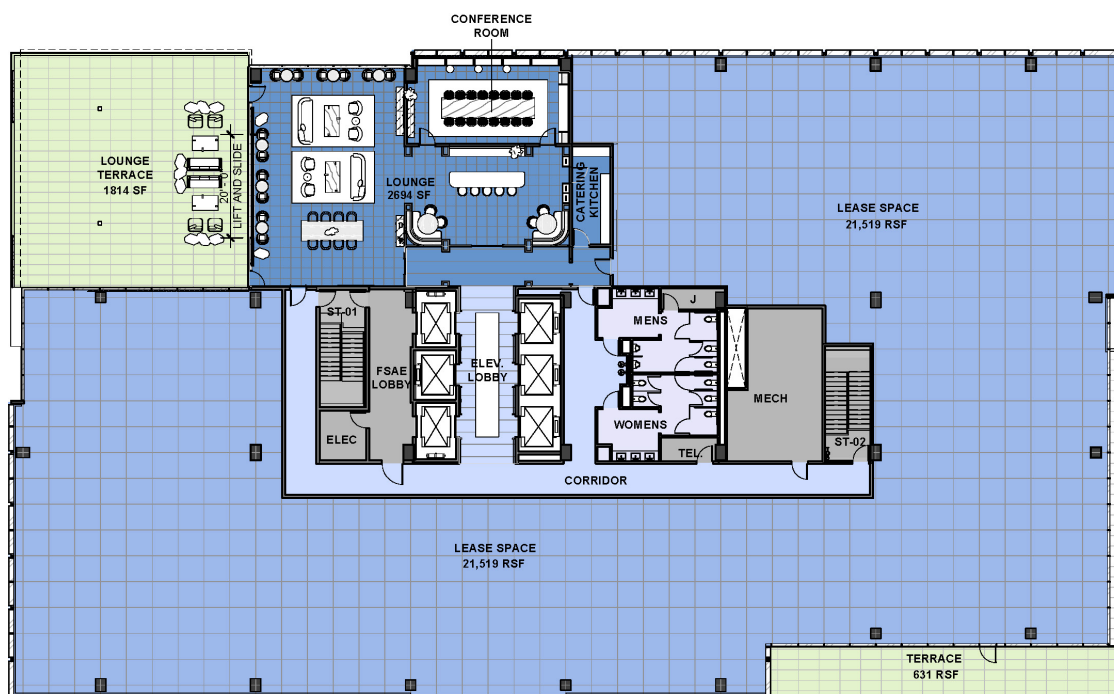 CONFERENCE
ROOM
LOUNGE
TERRACE
1814 SF
20'-0"
LIFT AND SLIDE
LOUNGE
2694 SF
CATERING
KITCHEN
LEASE SPACE
21,519 RSF
ST-01
FSAE
LOBBY
ELEV.
LOBBY
J
MENS
MECH
ELEC
WOMENS
TEL.
ST-02
CORRIDOR
LEASE SPACE
21,519 RSF
TERRACE
631 RSF